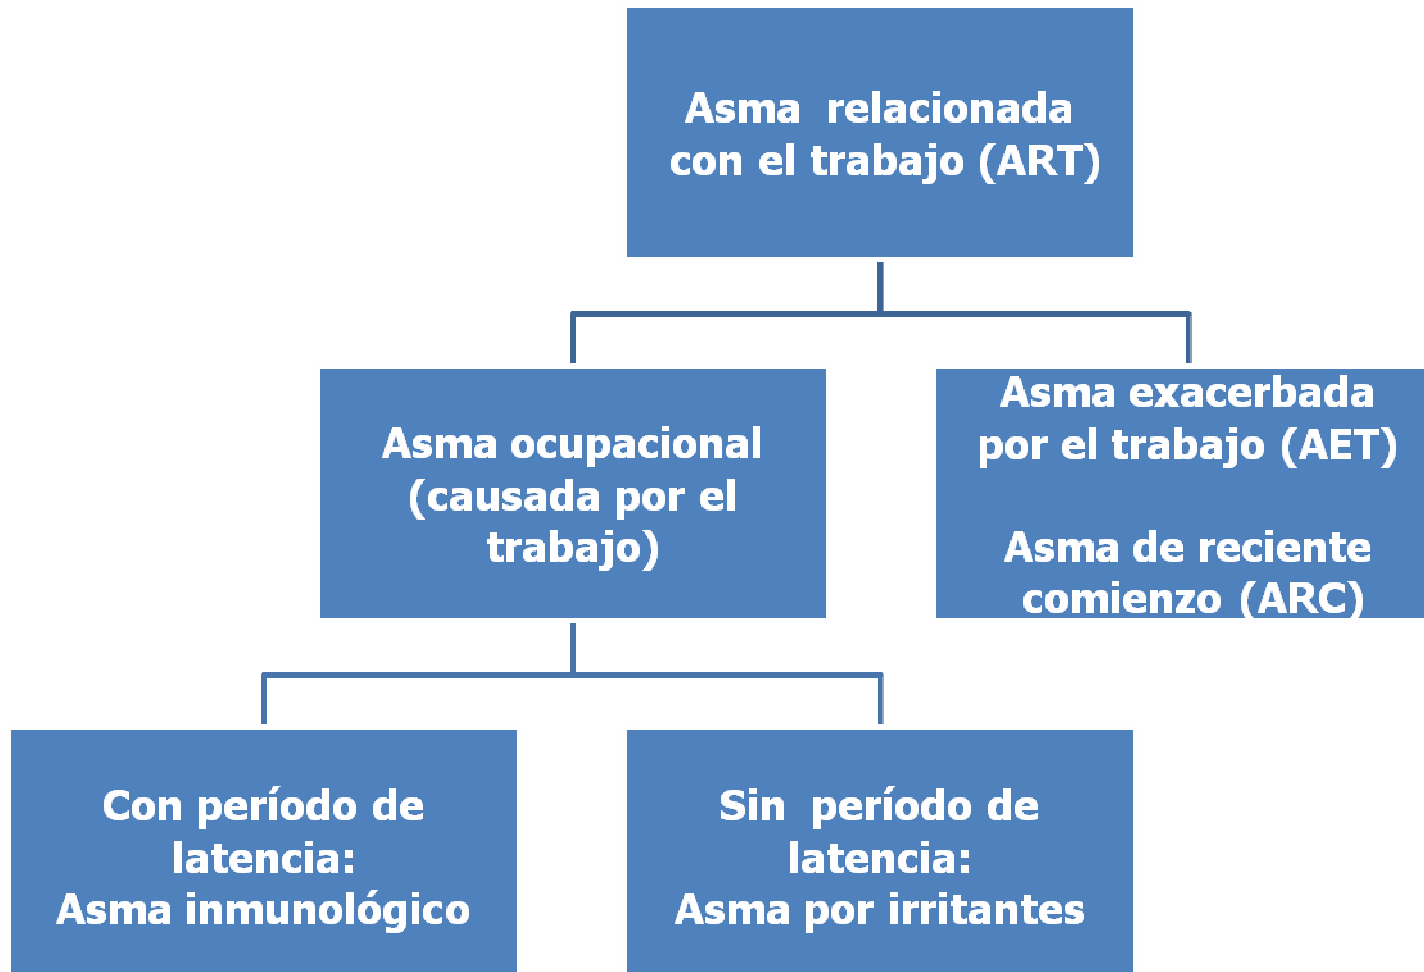 Asma relacionada
con el trabajo (ART)
Asma ocupacional
(causada por el
trabajo)
Asma exacerbada
por el trabajo (AET)
Asma de reciente
comienzo (ARC)
Con período de
latencia:
Asma inmunológico
Sin período de
latencia:
Asma por irritantes